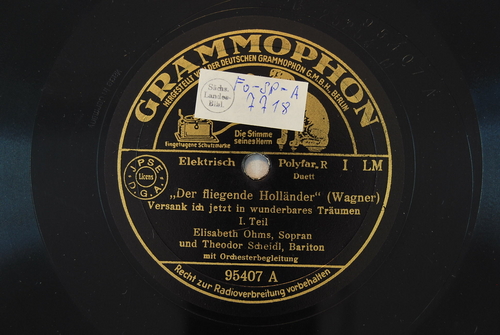 GRAMMOPHON
HERGESTELLT VON DER DEUTSCHEN GRAMMOPHON G.M.B.H. BERLIN
Sächs.
Landes-
Bibl.
Fo-SP-A
7718
Eingetragene Schutzmarke
Die Stimme
seines Herrn
Elektrisch Polyfar. R I LM
Duett
J.P.S.E.
Licens
D.G.A.
„Der fliegende Holländer“ (Wagner)
Versank ich jetzt in wunderbares Träumen
I. Teil
Elisabeth Ohms, Sopran
und Theodor Scheidl, Bariton
mit Orchesterbegleitung
95407 A
Recht zur Radioverbreitung vorbehalten